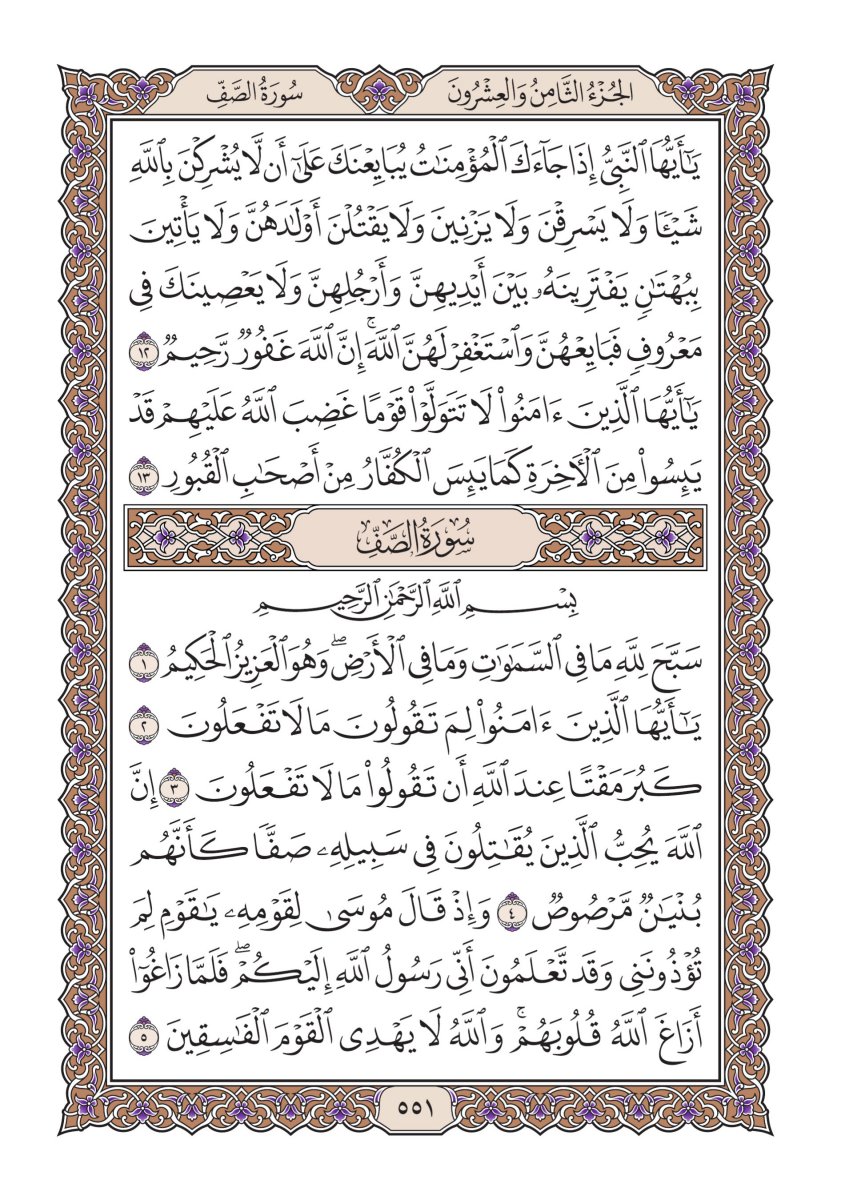 الجُزْءُ الثَّامِنُ وَالعِشْرُونَ
سُورَةُ الصَّفِّ
يَٰٓأَيُّهَا ٱلنَّبِيُّ إِذَا جَآءَكَ ٱلْمُؤْمِنَٰتُ يُبَايِعْنَكَ عَلَىٰٓ أَن لَّا يُشْرِكْنَ بِٱللَّهِ
شَيْـًٔا وَلَا يَسْرِقْنَ وَلَا يَزْنِينَ وَلَا يَقْتُلْنَ أَوْلَٰدَهُنَّ وَلَا يَأْتِينَ
بِبُهْتَٰنٍ يَفْتَرِينَهُۥ بَيْنَ أَيْدِيهِنَّ وَأَرْجُلِهِنَّ وَلَا يَعْصِينَكَ فِى
مَعْرُوفٍ فَبَايِعْهُنَّ وَٱسْتَغْفِرْ لَهُنَّ ٱللَّهَۚ إِنَّ ٱللَّهَ غَفُورٌ رَّحِيمٌ ١٢
يَٰٓأَيُّهَا ٱلَّذِينَ ءَامَنُوا۟ لَا تَتَوَلَّوْا۟ قَوْمًا غَضِبَ ٱللَّهُ عَلَيْهِمْ قَدْ
يَئِسُوا۟ مِنَ ٱلْـَٔاخِرَةِ كَمَا يَئِسَ ٱلْكُفَّارُ مِنْ أَصْحَٰبِ ٱلْقُبُورِ ١٣
سُورَةُ الصَّفِّ
بِسْمِ ٱللَّهِ ٱلرَّحْمَٰنِ ٱلرَّحِيمِ
سَبَّحَ لِلَّهِ مَا فِى ٱلسَّمَٰوَٰتِ وَمَا فِى ٱلْأَرْضِۖ وَهُوَ ٱلْعَزِيزُ ٱلْحَكِيمُ ١
يَٰٓأَيُّهَا ٱلَّذِينَ ءَامَنُوا۟ لِمَ تَقُولُونَ مَا لَا تَفْعَلُونَ ٢
كَبُرَ مَقْتًا عِندَ ٱللَّهِ أَن تَقُولُوا۟ مَا لَا تَفْعَلُونَ ٣ إِنَّ
ٱللَّهَ يُحِبُّ ٱلَّذِينَ يُقَٰتِلُونَ فِى سَبِيلِهِۦ صَفًّا كَأَنَّهُم
بُنْيَٰنٌ مَّرْصُوصٌ ٤ وَإِذْ قَالَ مُوسَىٰ لِقَوْمِهِۦ يَٰقَوْمِ لِمَ
تُؤْذُونَنِى وَقَد تَّعْلَمُونَ أَنِّى رَسُولُ ٱللَّهِ إِلَيْكُمْۖ فَلَمَّا زَاغُوٓا۟
أَزَاغَ ٱللَّهُ قُلُوبَهُمْۚ وَٱللَّهُ لَا يَهْدِى ٱلْقَوْمَ ٱلْفَٰسِقِينَ ٥
٥٥١